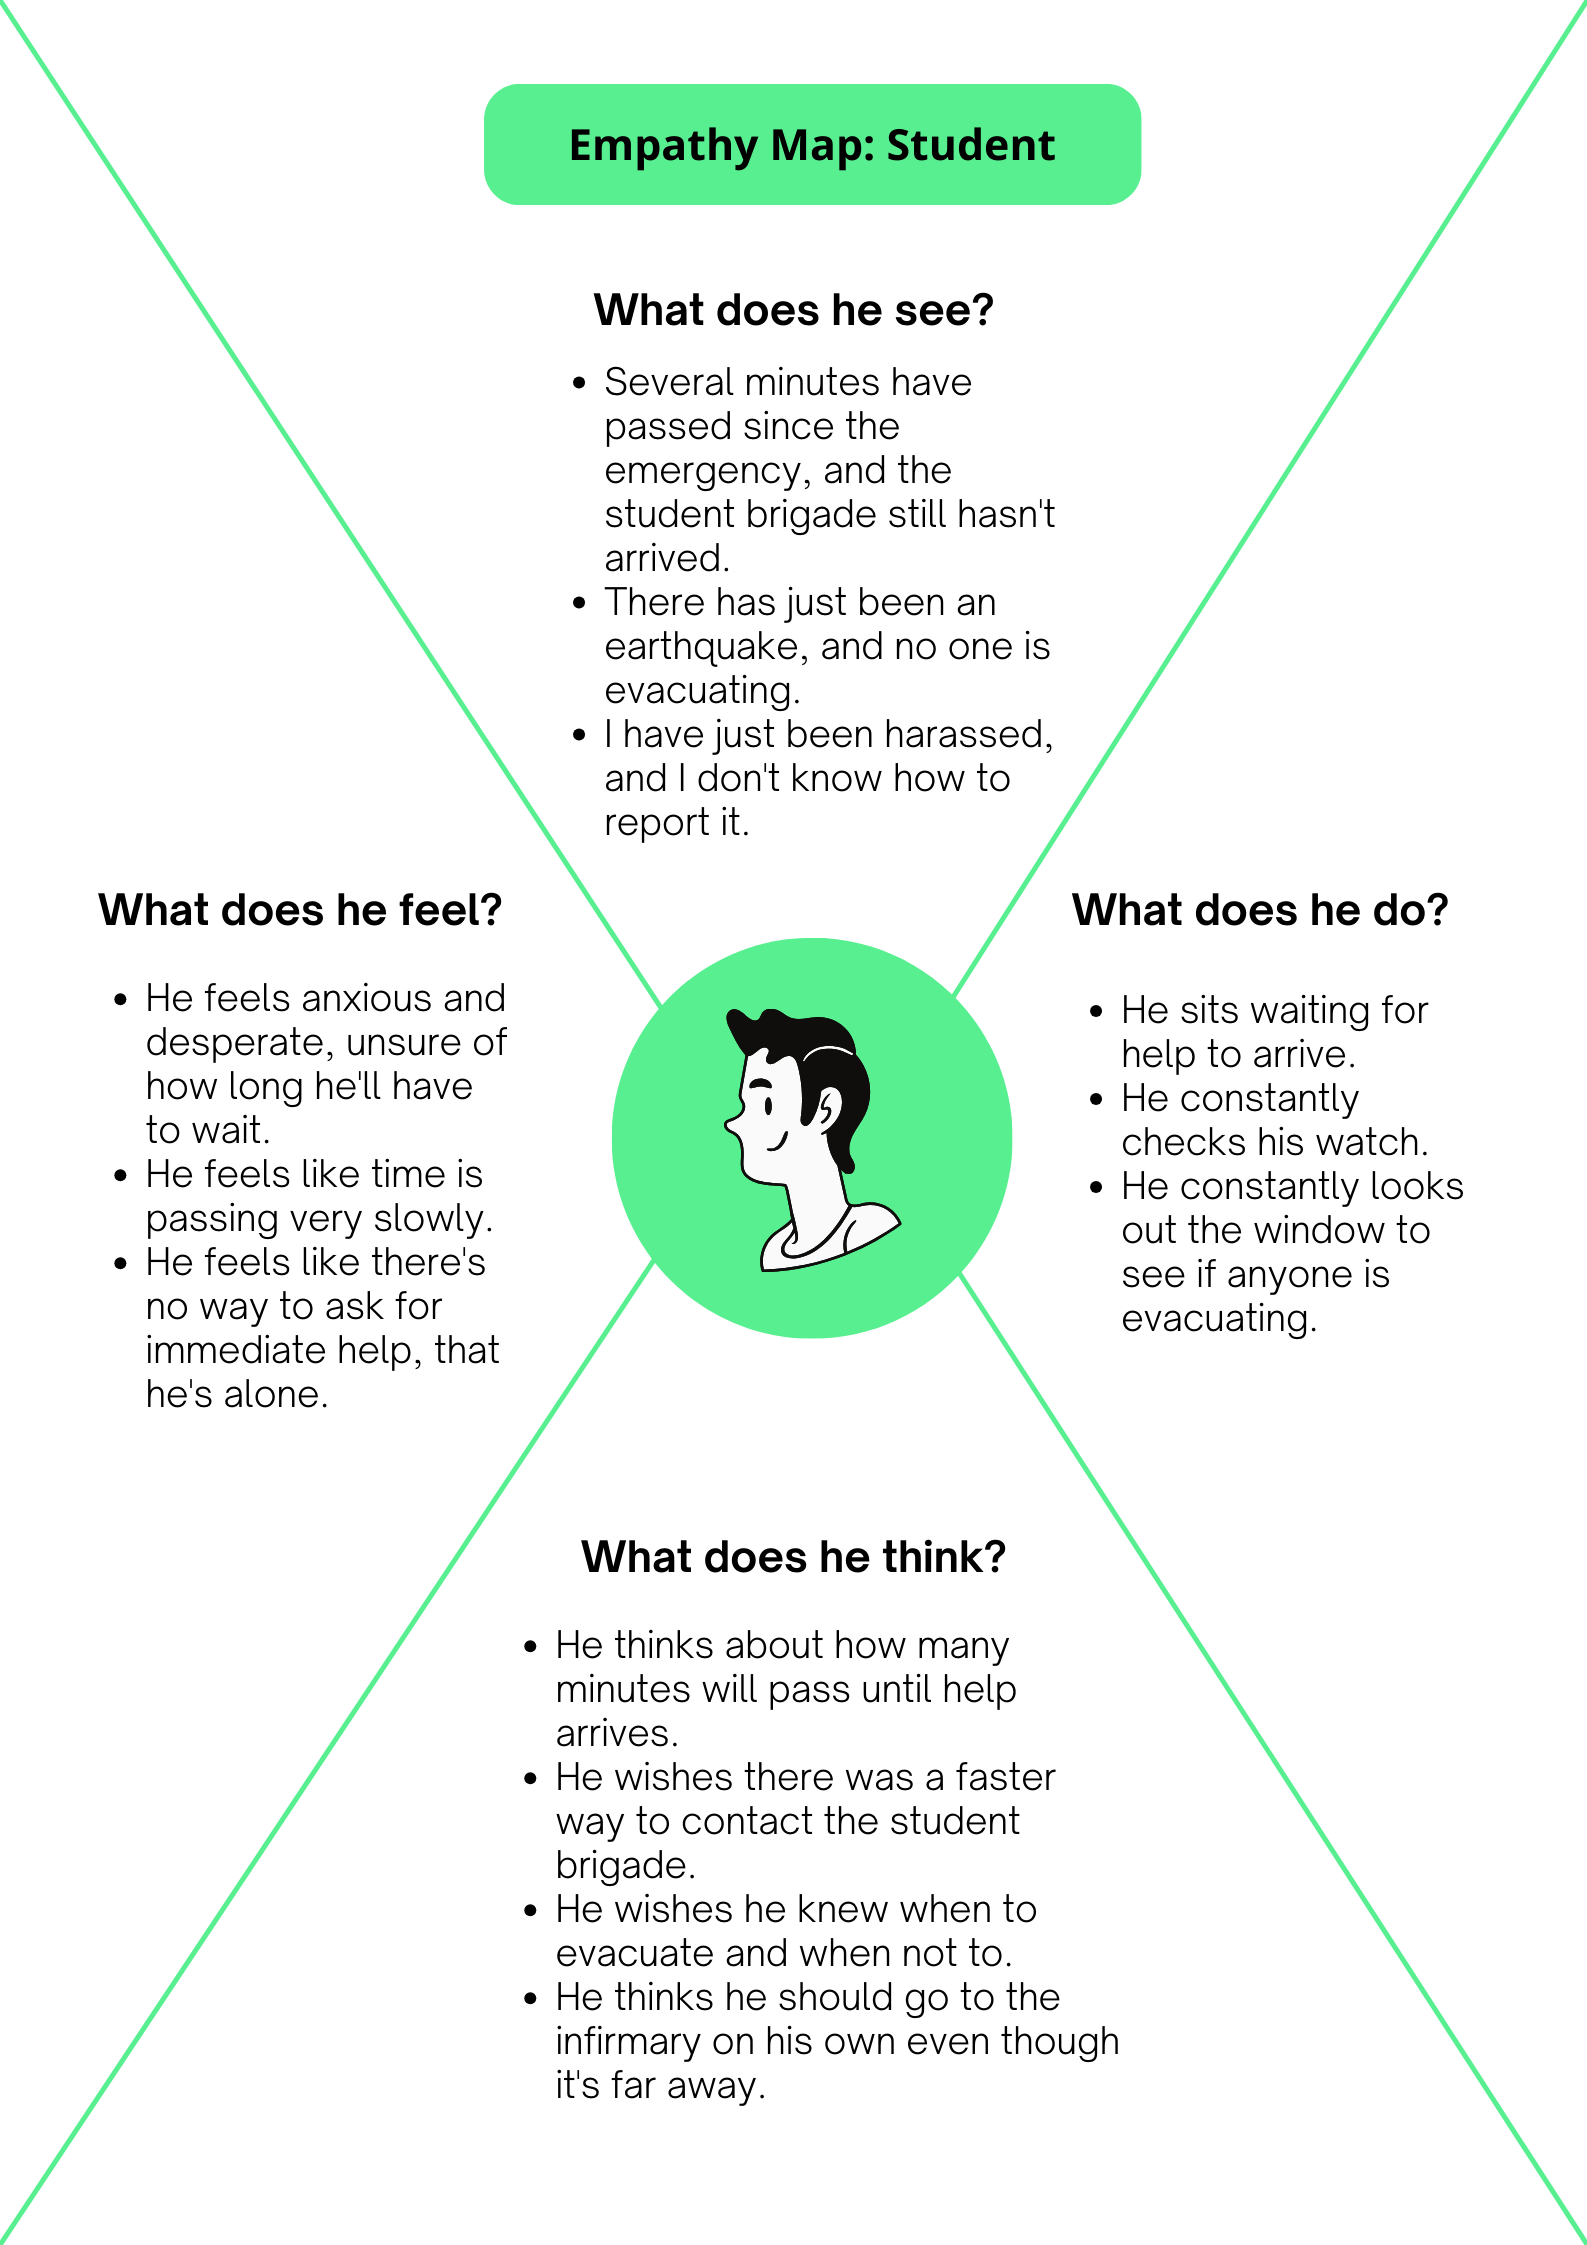 Empathy Map: Student
What does he see?
• Several minutes have
passed since the
emergency, and the
student brigade still hasn't
arrived.
• There has just been an
earthquake, and no one is
evacuating.
• I have just been harassed,
and I don't know how to
report it.
What does he feel?
• He feels anxious and
desperate, unsure of
how long he'll have
to wait.
• He feels like time is
passing very slowly.
• He feels like there's
no way to ask for
immediate help, that
he's alone.
What does he do?
• He sits waiting for
help to arrive.
• He constantly
checks his watch.
• He constantly looks
out the window to
see if anyone is
evacuating.
What does he think?
• He thinks about how many
minutes will pass until help
arrives.
• He wishes there was a faster
way to contact the student
brigade.
• He wishes he knew when to
evacuate and when not to.
• He thinks he should go to the
infirmary on his own even though
it's far away.